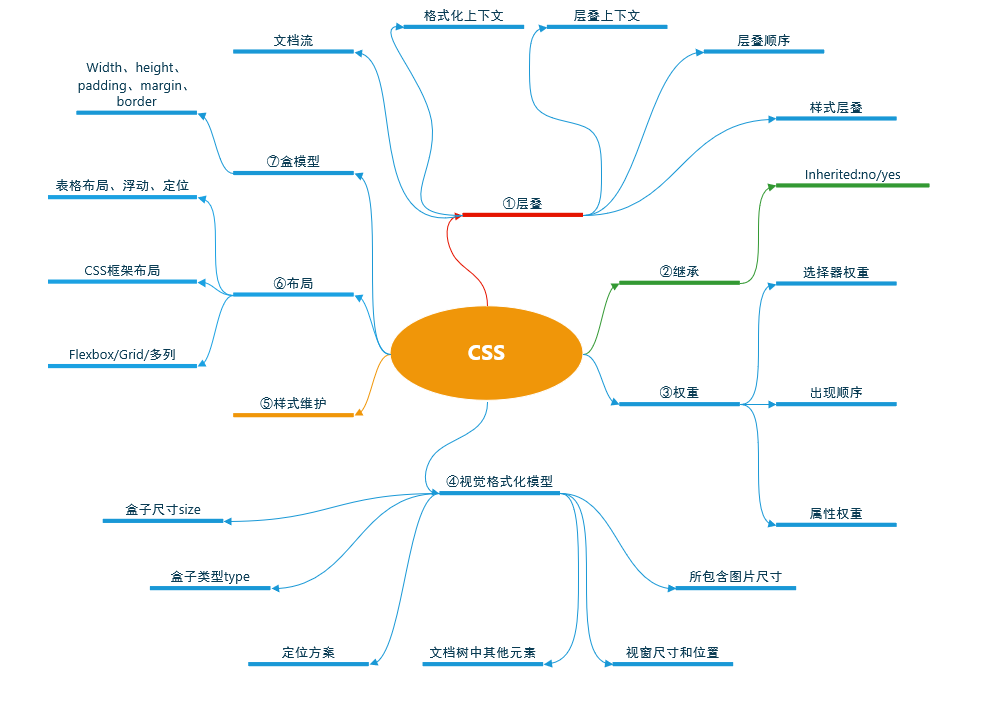 格式化上下文
层叠上下文
文档流
层叠顺序
Width、height、
padding、margin、
border
样式层叠
⑦盒模型
Inherited:no/yes
表格布局、浮动、定位
①层叠
CSS框架布局
⑥布局
②继承
选择器权重
CSS
Flexbox/Grid/多列
⑤样式维护
③权重
出现顺序
④视觉格式化模型
盒子尺寸size
属性权重
盒子类型type
所包含图片尺寸
定位方案
文档树中其他元素
视窗尺寸和位置